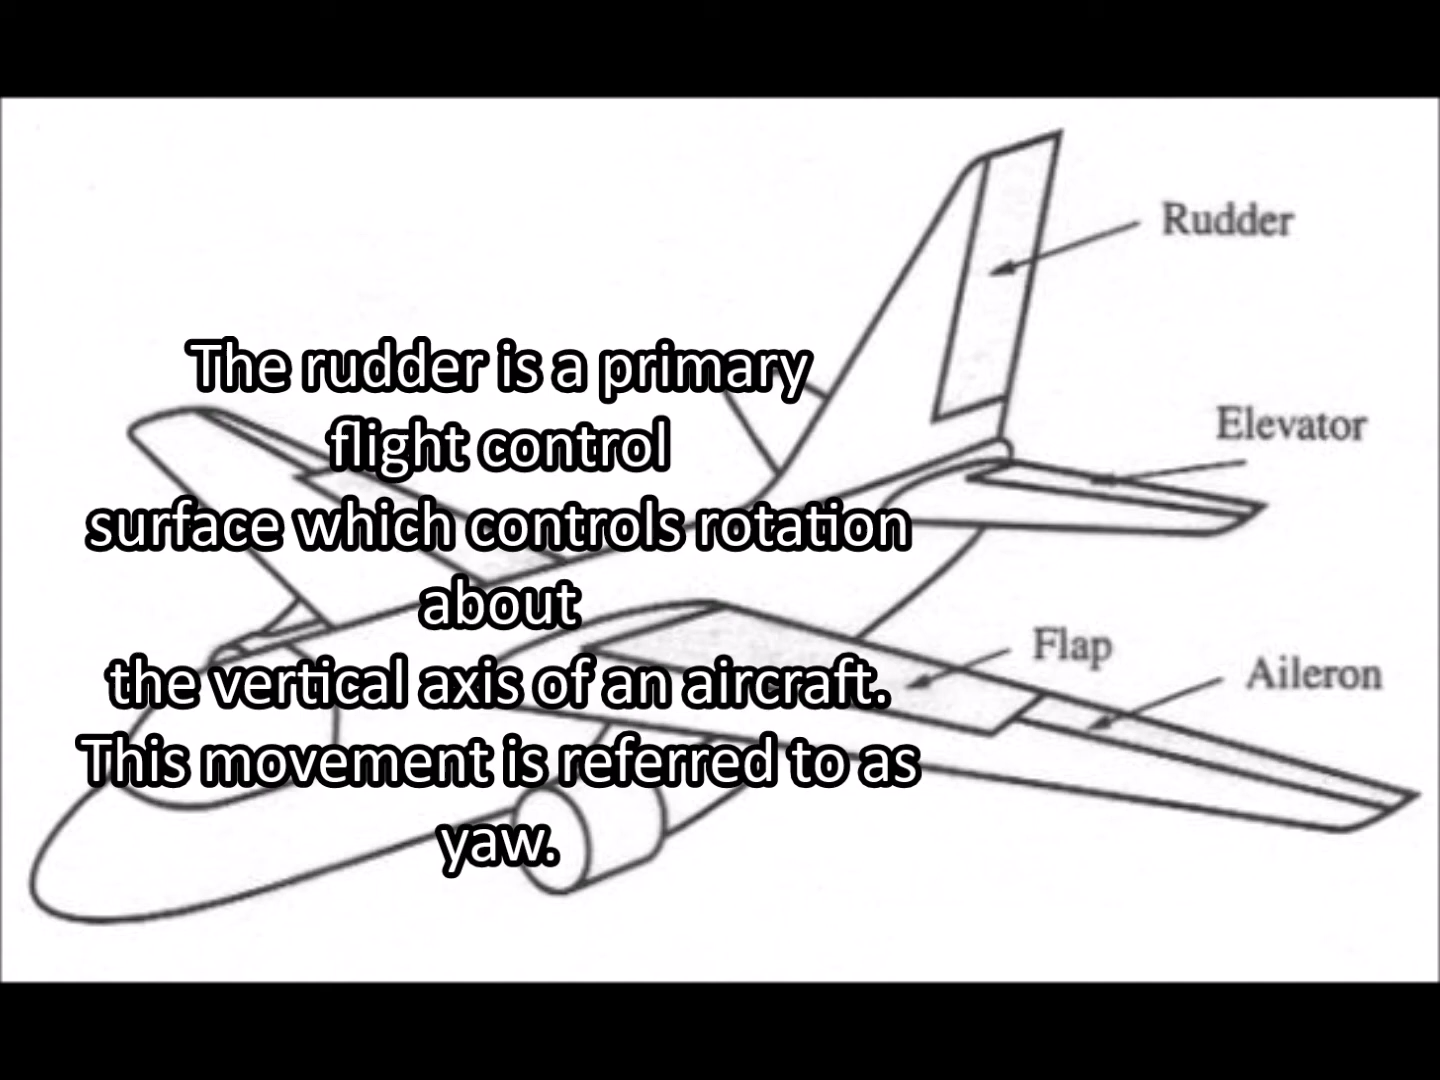 Rudder
The rudder is a primary
flight control
Elevator
surface which controls rotation
about
Flap
Aileron
the vertical axis of an aircraft.
This movement is referred to as
yaw.